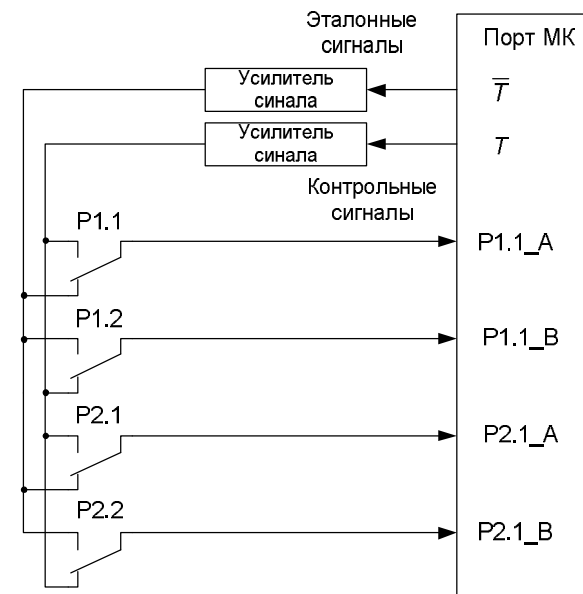 Эталонные
сигналы
Порт МК
Усилитель
синала
T̅
Усилитель
синала
T
Контрольные
сигналы
P1.1
P1.1_A
P1.2
P1.1_B
P2.1
P2.1_A
P2.2
P2.1_B